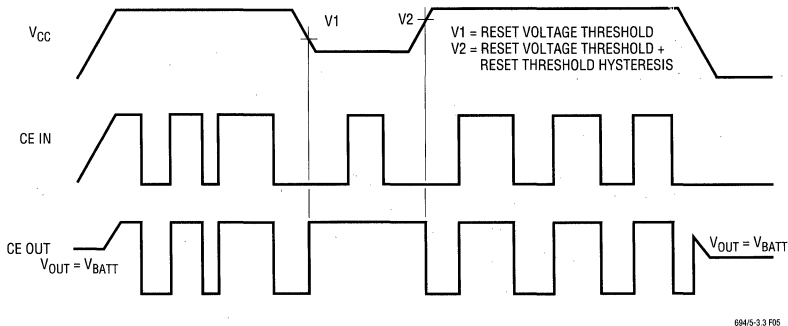 V1
V2
V1 = RESET VOLTAGE THRESHOLD
V2 = RESET VOLTAGE THRESHOLD +
RESET THRESHOLD HYSTERESIS
VCC
CE IN
CE OUT
VOUT = VBATT
VOUT = VBATT
694/5-3.3 F05